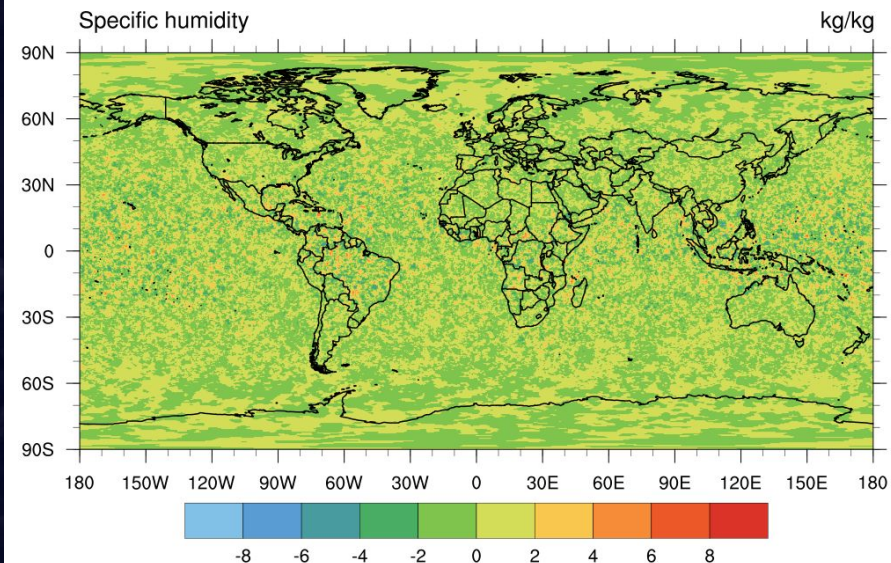 Specific humidity kg/kg
90N
60N
30N
0
30S
60S
90S
180 150W 120W 90W 60W 30W 0 30E 60E 90E 120E 150E 180
-8 -6 -4 -2 0 2 4 6 8